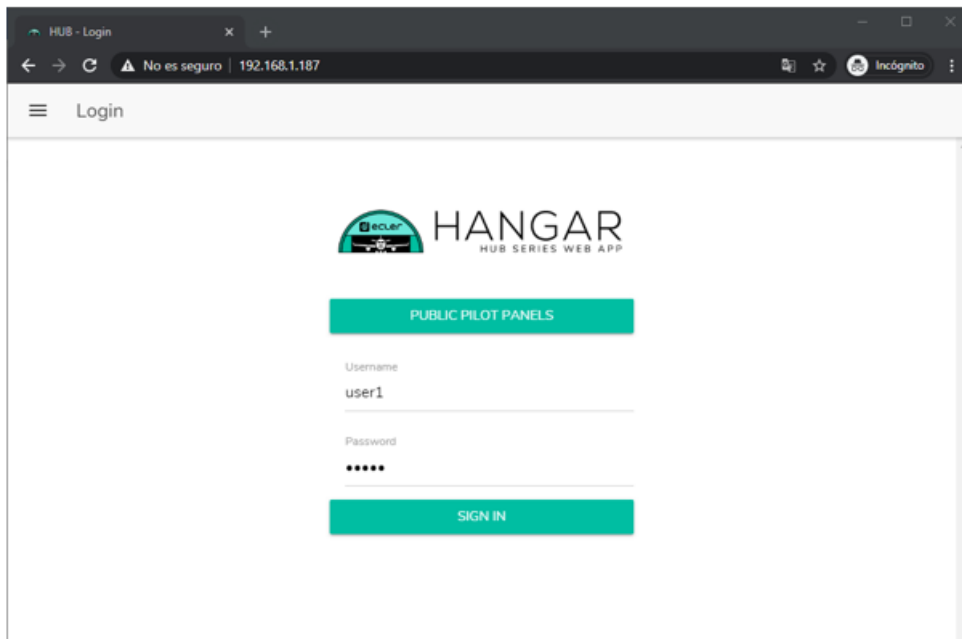 HUB - Login
No es seguro | 192.168.1.187
Incógnito
Login
ecler
HANGAR
HUB SERIES WEB APP
PUBLIC PILOT PANELS
Username
user1
Password
•••••
SIGN IN